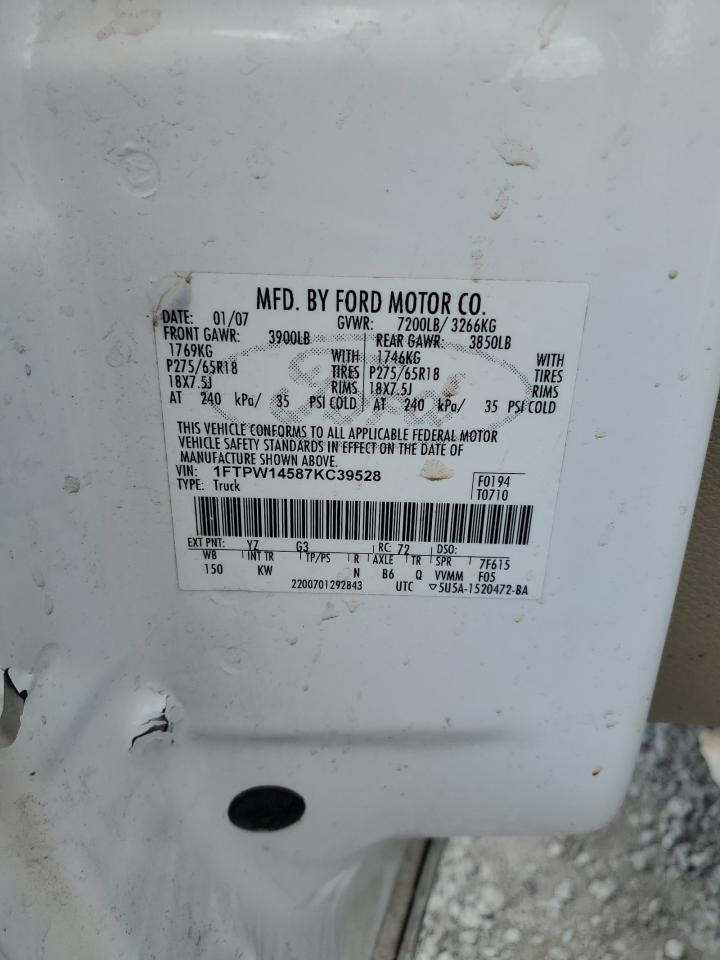 MFD. BY FORD MOTOR CO.
DATE: 01/07 GVWR: 7200LB/ 3266KG
FRONT GAWR: 3900LB REAR GAWR: 3850LB
1769KG WITH 1746KG WITH
P275/65R18 TIRES P275/65R18 TIRES
18X7.5J RIMS 18X7.5J RIMS
AT 240 kPa/ 35 PSI COLD AT 240 kPa/ 35 PSI COLD
Ford
THIS VEHICLE CONFORMS TO ALL APPLICABLE FEDERAL MOTOR
VEHICLE SAFETY STANDARDS IN EFFECT ON THE DATE OF
MANUFACTURE SHOWN ABOVE.
VIN: 1FTPW14587KC39528 F0194
TYPE: Truck T0710
EXT PNT: YZ G3 RC: 72 DSO:
WB INT TR TP/PS R AXLE TR SPR 7F615
150 KW N B6 Q VVMM F05
2200701292843 UTC ▽5U5A-1520472-BA